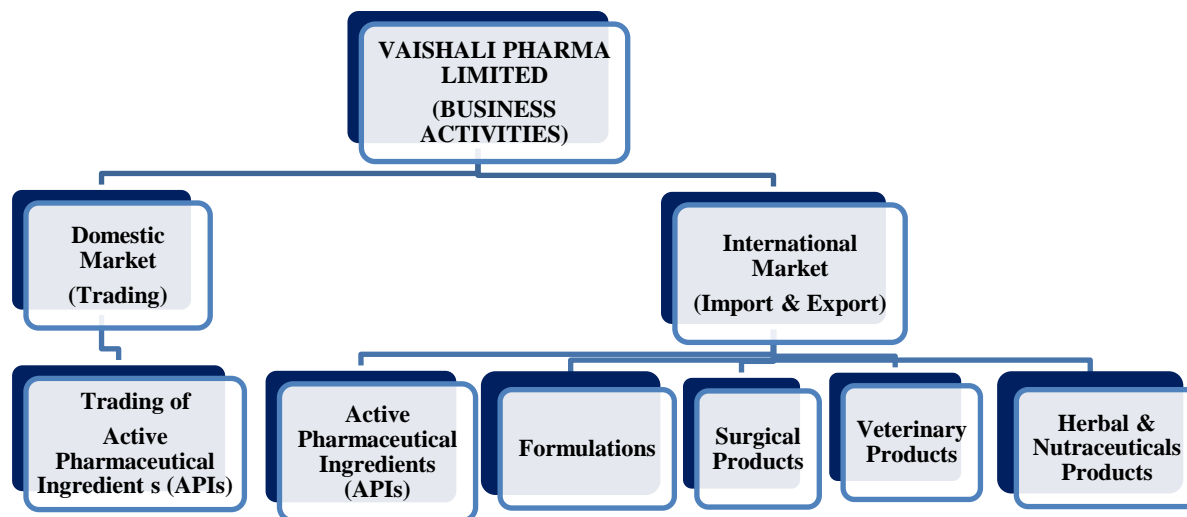 VAISHALI PHARMA
LIMITED
(BUSINESS
ACTIVITIES)
Domestic
Market
(Trading)
International
Market
(Import & Export)
Trading of
Active
Pharmaceutical
Ingredient s (APIs)
Active
Pharmaceutical
Ingredients
(APIs)
Formulations
Surgical
Products
Veterinary
Products
Herbal &
Nutraceuticals
Products